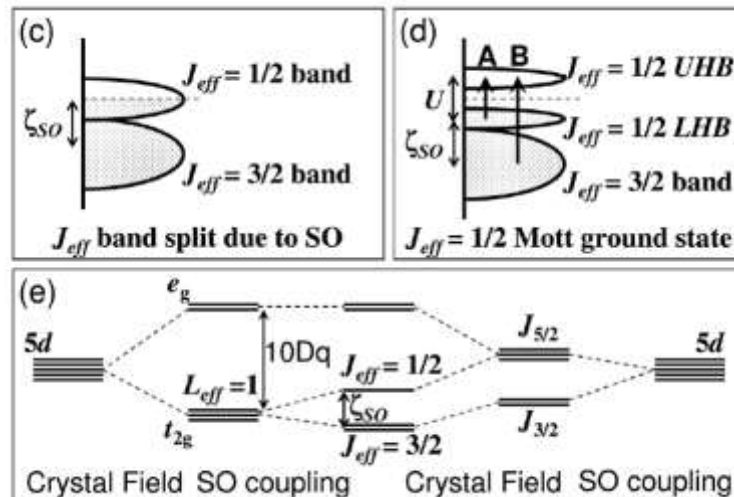 (c)
J_eff = 1/2 band
ζ_SO
J_eff = 3/2 band
J_eff band split due to SO
(d)
A B
J_eff = 1/2 UHB
U
J_eff = 1/2 LHB
ζ_SO
J_eff = 3/2 band
J_eff = 1/2 Mott ground state
(e)
e_g
5d
10Dq
L_eff = 1
t_2g
J_eff = 1/2
ζ_SO
J_eff = 3/2
J_5/2
J_3/2
5d
Crystal Field SO coupling Crystal Field SO coupling